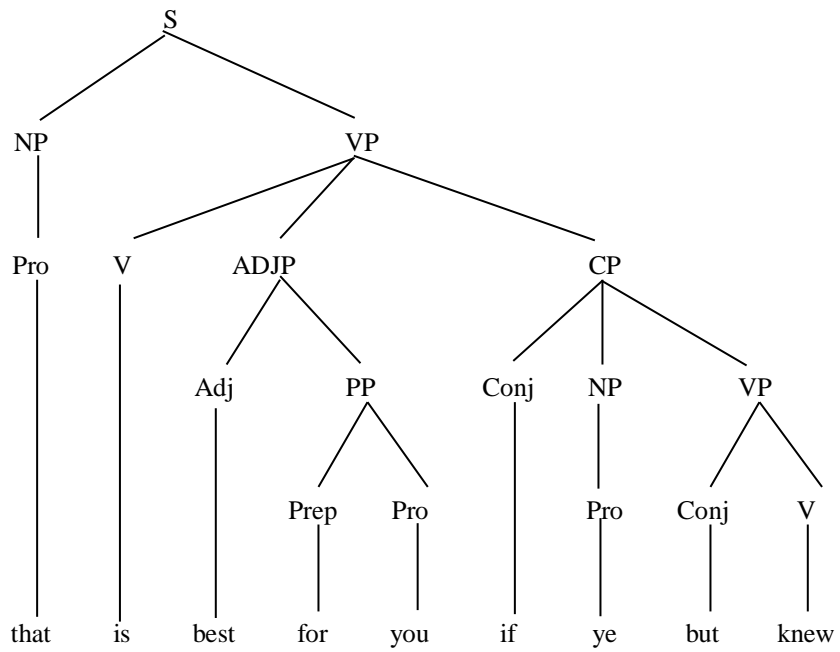 S
NP VP
Pro V ADJP CP
Adj PP Conj NP VP
Prep Pro Pro Conj V
that is best for you if ye but knew